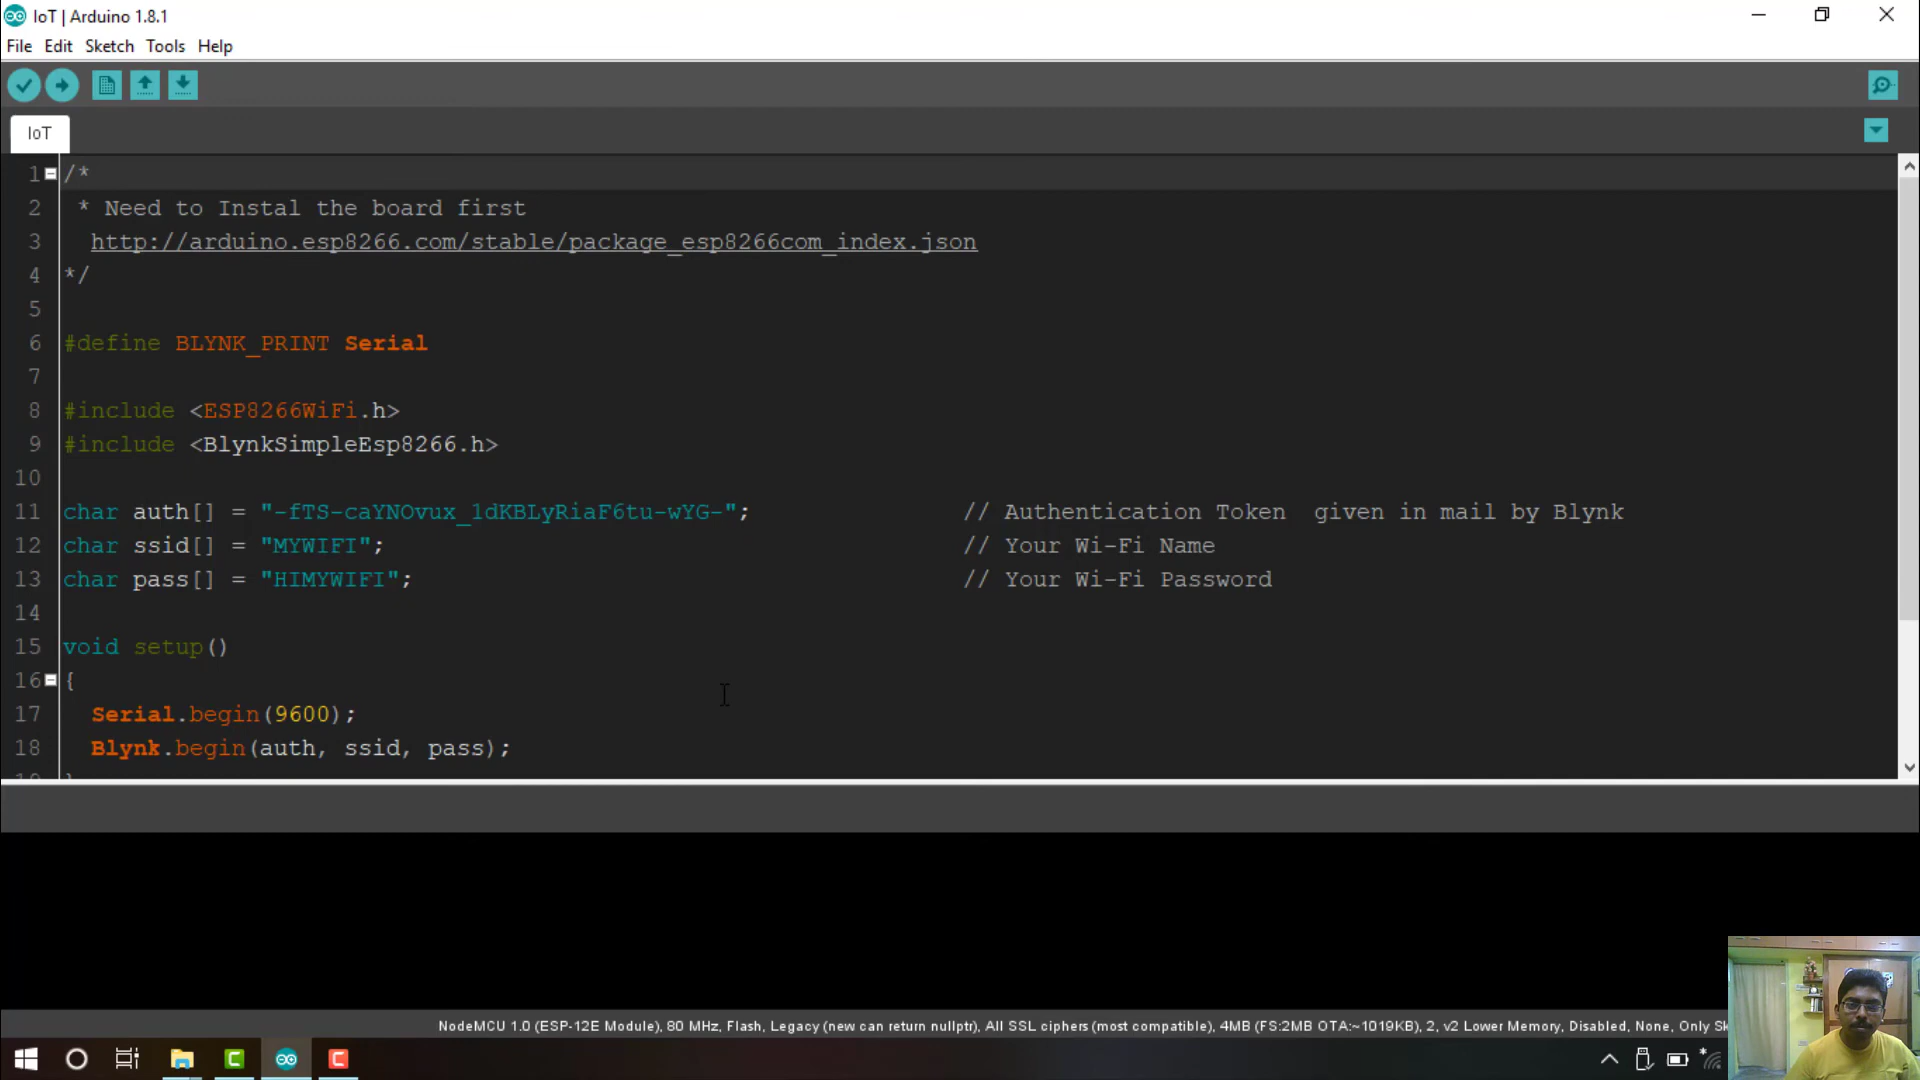 IoT | Arduino 1.8.1
File Edit Sketch Tools Help
IoT
1 /*
2 * Need to Instal the board first
3 http://arduino.esp8266.com/stable/package_esp8266com_index.json
4 */
5
6 #define BLYNK_PRINT Serial
7
8 #include <ESP8266WiFi.h>
9 #include <BlynkSimpleEsp8266.h>
10
11 char auth[] = "-fTS-caYNOvux_1dKBLyRiaF6tu-wYG-"; // Authentication Token given in mail by Blynk
12 char ssid[] = "MYWIFI"; // Your Wi-Fi Name
13 char pass[] = "HIMYWIFI"; // Your Wi-Fi Password
14
15 void setup()
16 {
17 Serial.begin(9600);
18 Blynk.begin(auth, ssid, pass);
NodeMCU 1.0 (ESP-12E Module), 80 MHz, Flash, Legacy (new can return nullptr), All SSL ciphers (most compatible), 4MB (FS:2MB OTA:~1019KB), 2, v2 Lower Memory, Disabled, None, Only Sk